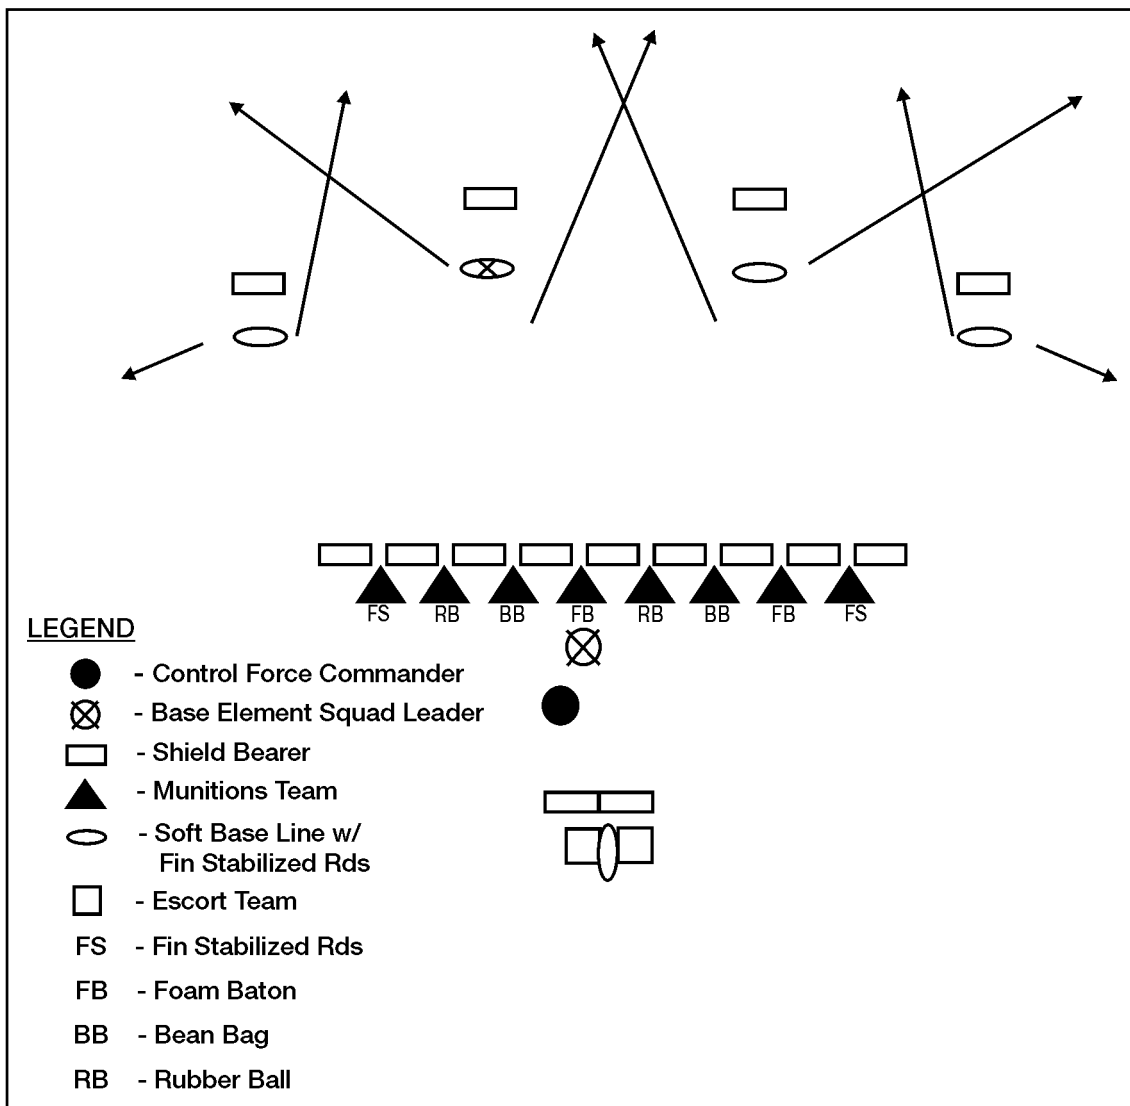 FS RB BB FB RB BB FB FS
LEGEND
- Control Force Commander
- Base Element Squad Leader
- Shield Bearer
- Munitions Team
- Soft Base Line w/
Fin Stabilized Rds
- Escort Team
FS - Fin Stabilized Rds
FB - Foam Baton
BB - Bean Bag
RB - Rubber Ball